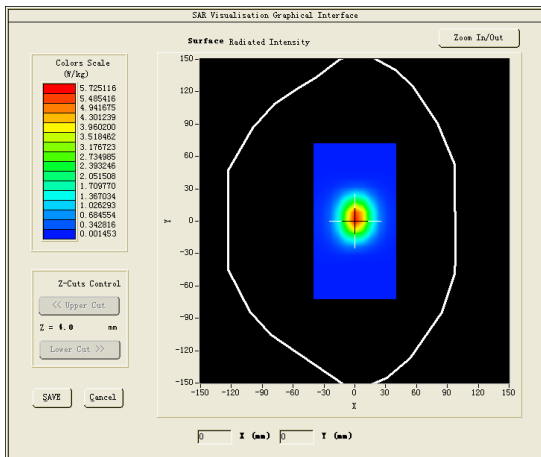 SAR Visualisation Graphical Interface
Surface Radiated Intensity
Zoom In/Out
Colors Scale
(W/kg)
5.725116
5.485416
4.941675
4.301239
3.960200
3.518462
3.176723
2.734985
2.393246
2.051508
1.709770
1.367034
1.026293
0.684554
0.342816
0.001453
Z-Cuts Control
<< Upper Cut
Z = 4.0 mm
Lower Cut >>
SAVE Cancel
150
120
90
60
30
0
-30
-60
-90
-120
-150
Y
-150 -120 -90 -60 -30 0 30 60 90 120 150
X
0 X (mm) 0 Y (mm)